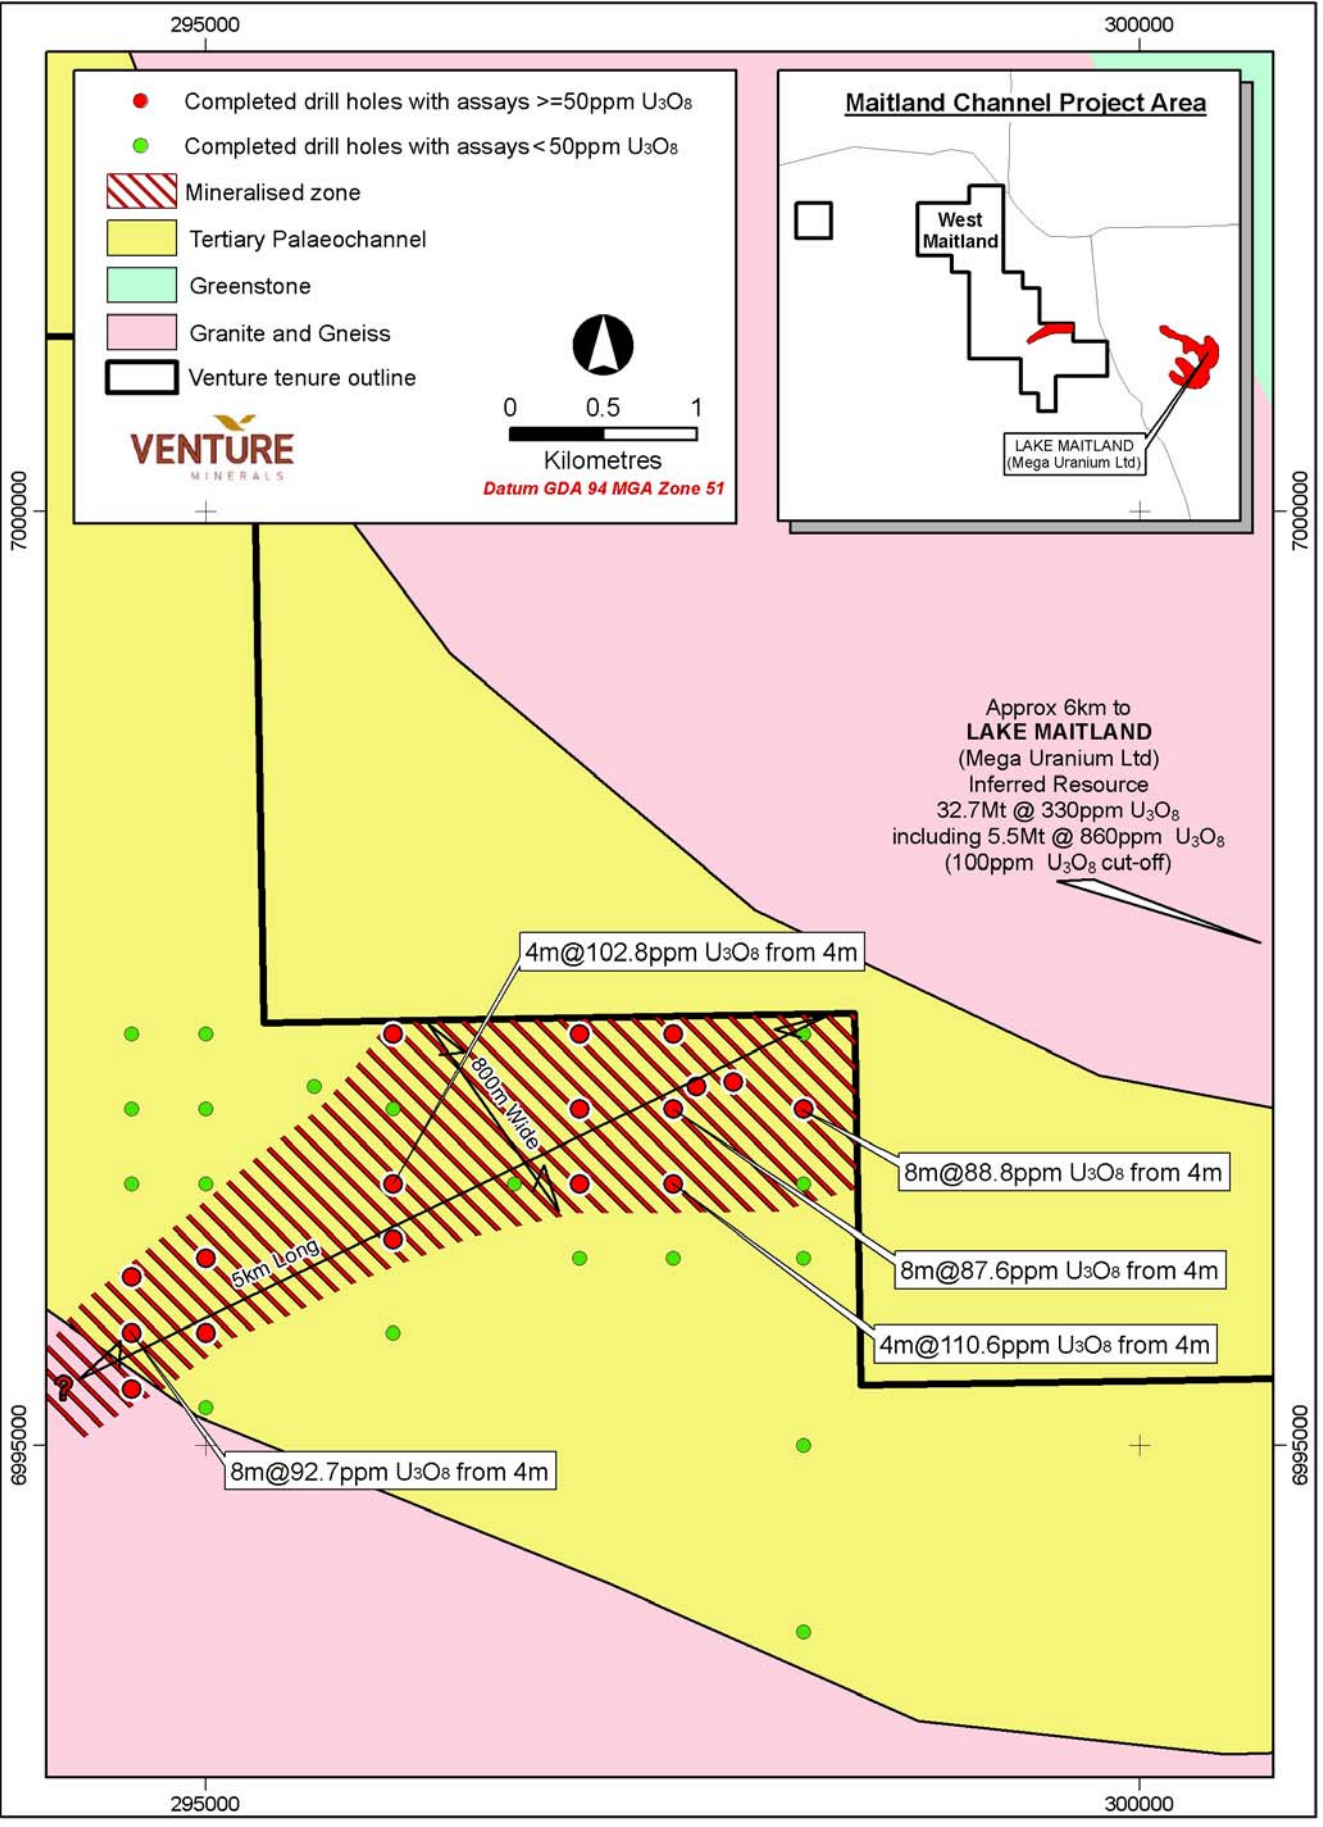 295000
300000
Completed drill holes with assays >=50ppm U₃O₈
Completed drill holes with assays<50ppm U₃O₈
Mineralised zone
Tertiary Palaeochannel
Greenstone
Granite and Gneiss
Venture tenure outline
VENTURE
MINERALS
0 0.5 1
Kilometres
Datum GDA 94 MGA Zone 51
Maitland Channel Project Area
West
Maitland
LAKE MAITLAND
(Mega Uranium Ltd)
7000000
7000000
Approx 6km to
LAKE MAITLAND
(Mega Uranium Ltd)
Inferred Resource
32.7Mt @ 330ppm U₃O₈
including 5.5Mt @ 860ppm U₃O₈
(100ppm U₃O₈ cut-off)
4m@102.8ppm U₃O₈ from 4m
800m Wide
8m@88.8ppm U₃O₈ from 4m
5km Long
8m@87.6ppm U₃O₈ from 4m
4m@110.6ppm U₃O₈ from 4m
?
8m@92.7ppm U₃O₈ from 4m
6995000
6995000
295000
300000